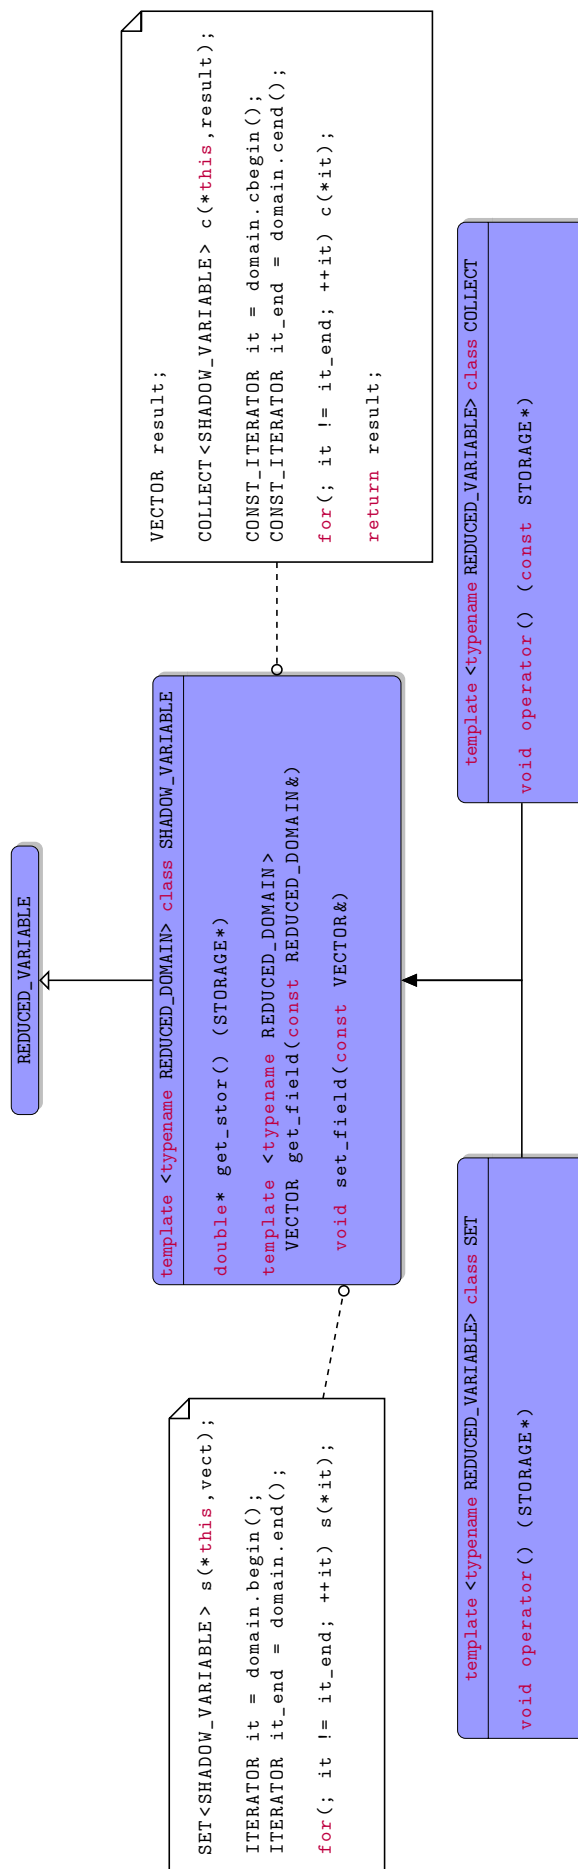 REDUCED_VARIABLE
template <typename REDUCED_DOMAIN> class SHADOW_VARIABLE
double* get_stor() (STORAGE*)
template <typename REDUCED_DOMAIN>
VECTOR get_field(const REDUCED_DOMAIN&)
void set_field(const VECTOR&)
SET<SHADOW_VARIABLE> s(*this,vect);
ITERATOR it = domain.begin();
ITERATOR it_end = domain.end();
for(; it != it_end; ++it) s(*it);
VECTOR result;
COLLECT<SHADOW_VARIABLE> c(*this,result);
CONST_ITERATOR it = domain.cbegin();
CONST_ITERATOR it_end = domain.cend();
for(; it != it_end; ++it) c(*it);
return result;
template <typename REDUCED_VARIABLE> class SET
void operator() (STORAGE*)
template <typename REDUCED_VARIABLE> class COLLECT
void operator() (const STORAGE*)